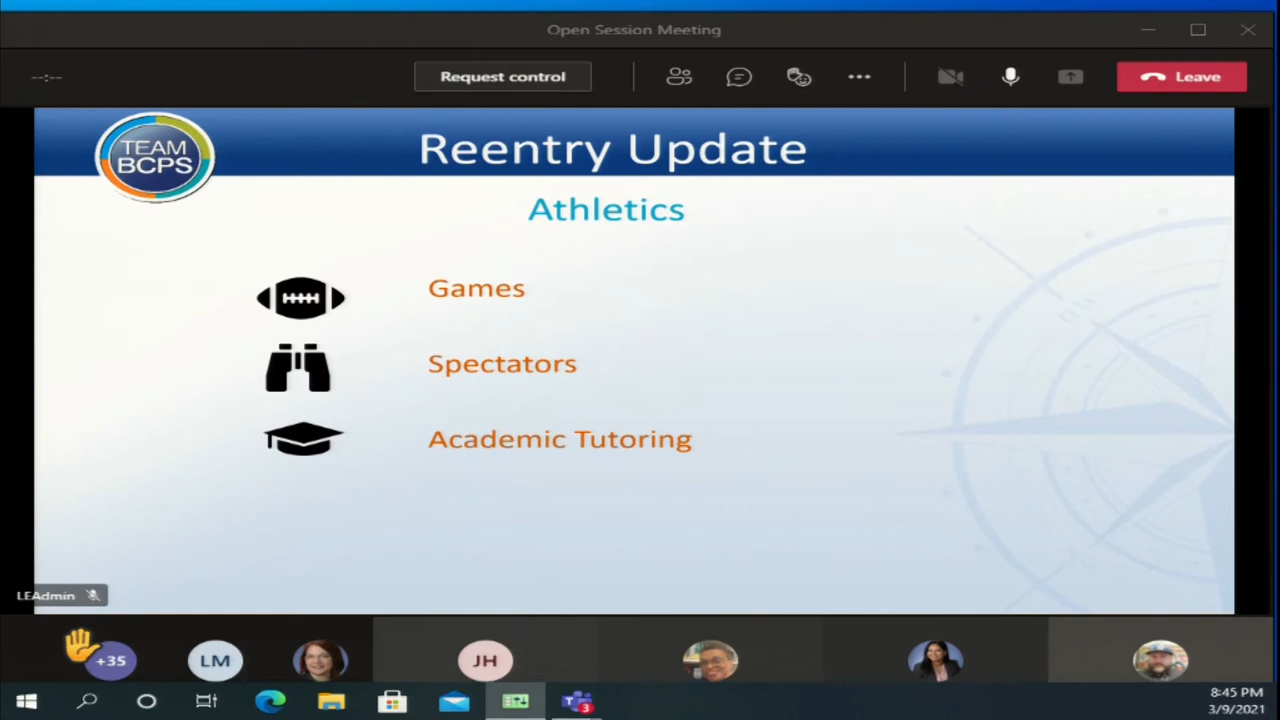 Open Session Meeting
--:--
Request control
Leave
TEAM
BCPS
Reentry Update
Athletics
Games
Spectators
Academic Tutoring
LEAdmin
+35
LM
JH
T
3
8:45 PM
3/9/2021